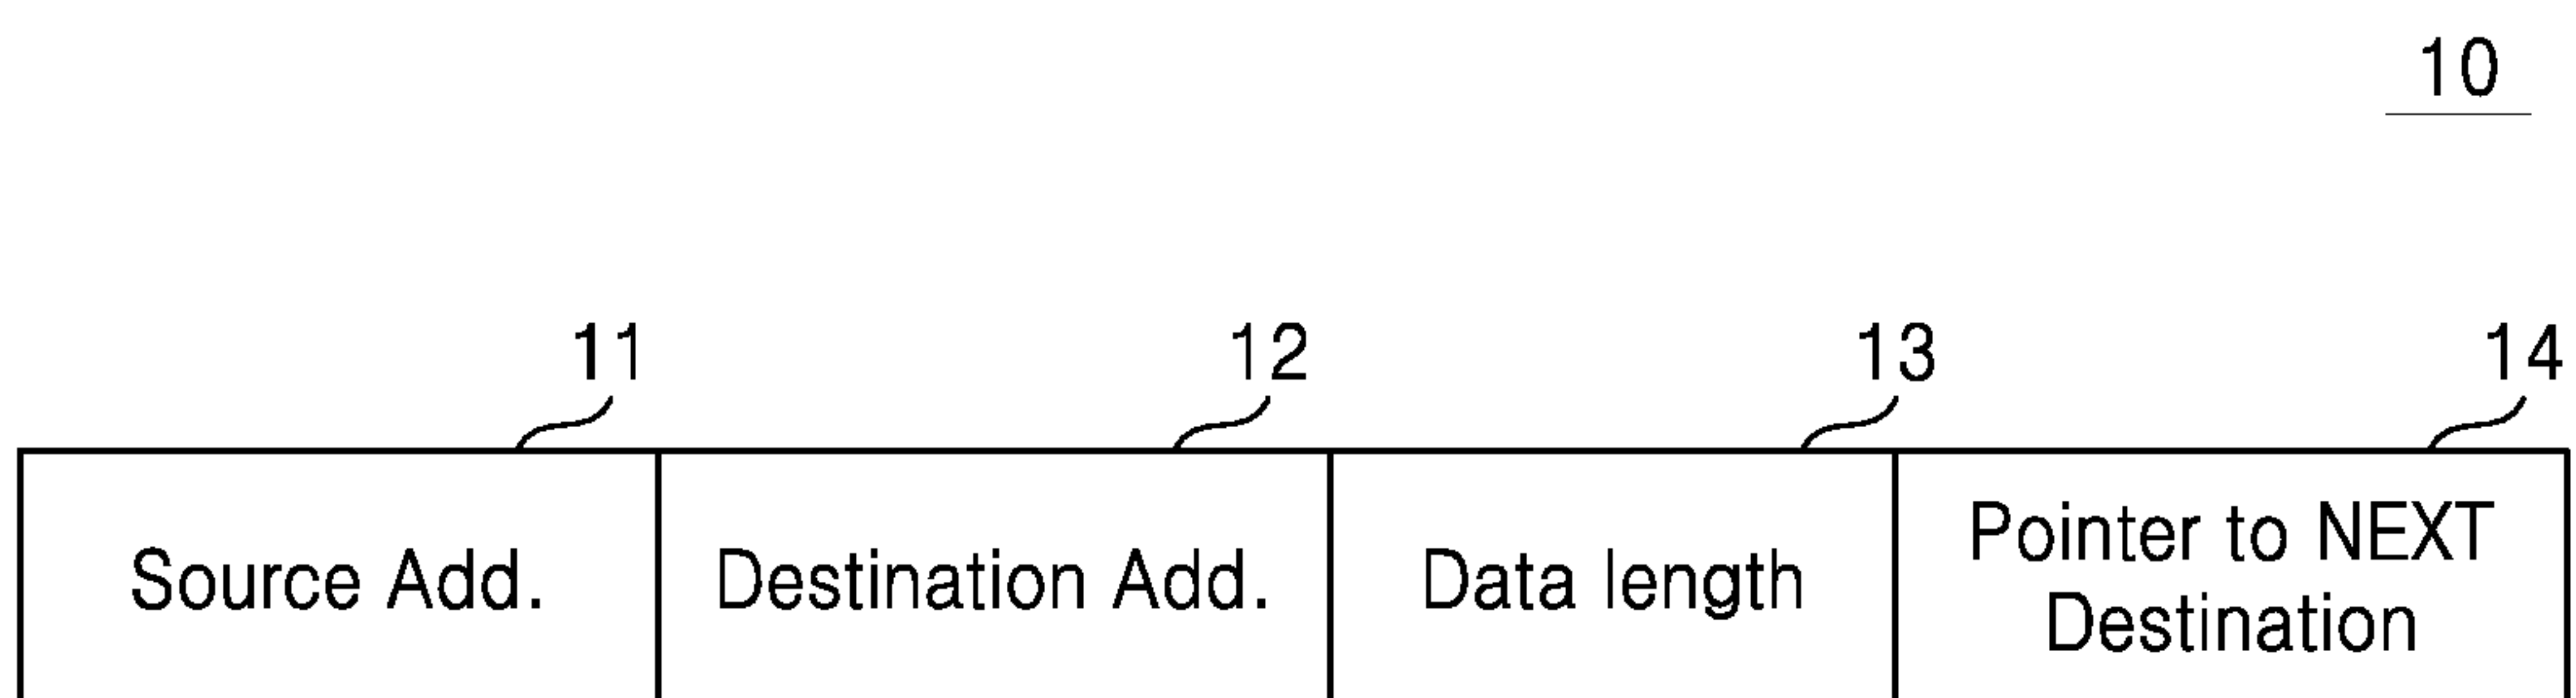 10
11 12 13 14
Source Add. Destination Add. Data length Pointer to NEXT
Destination